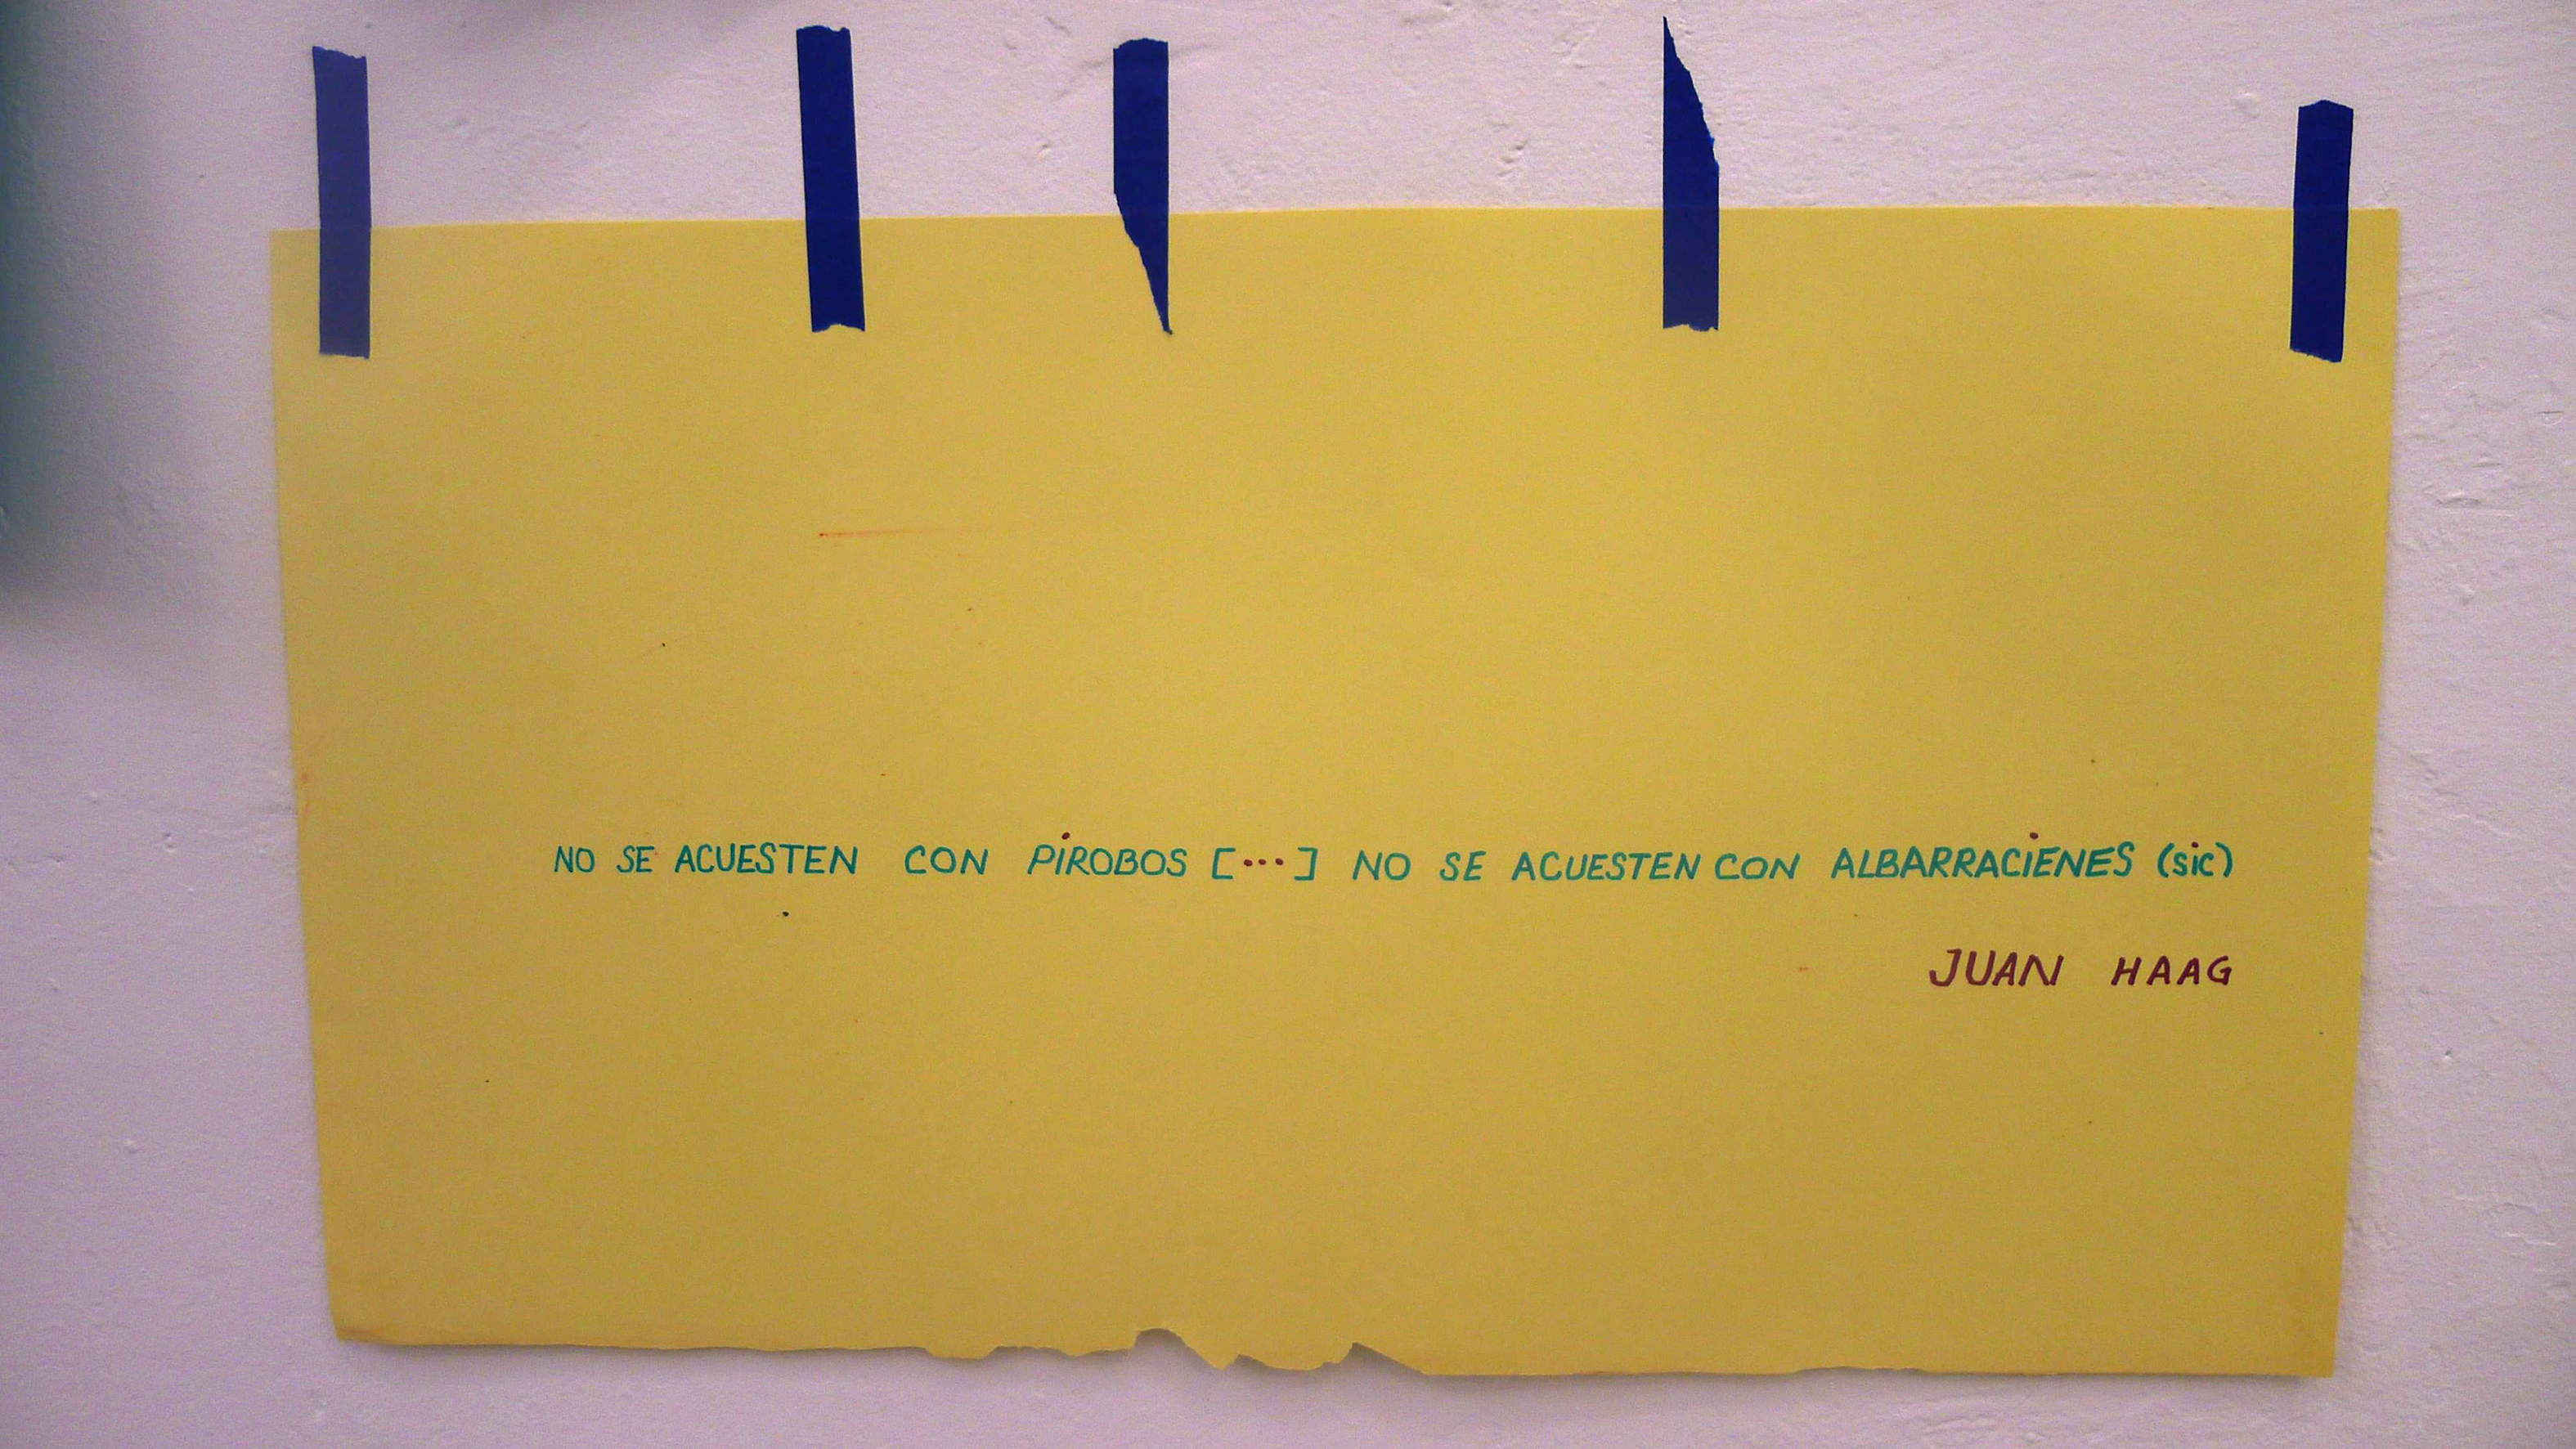 NO SE ACUESTEN CON PiROBOS [•••] NO SE ACUESTEN CON ALBARRACiENES (sic)
JUAN HAAG